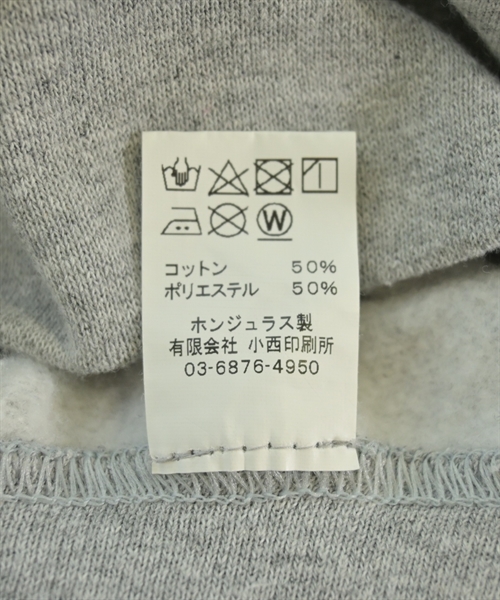 W
コットン 50%
ポリエステル 50%
ホンジュラス製
有限会社 小西印刷所
03-6876-4950